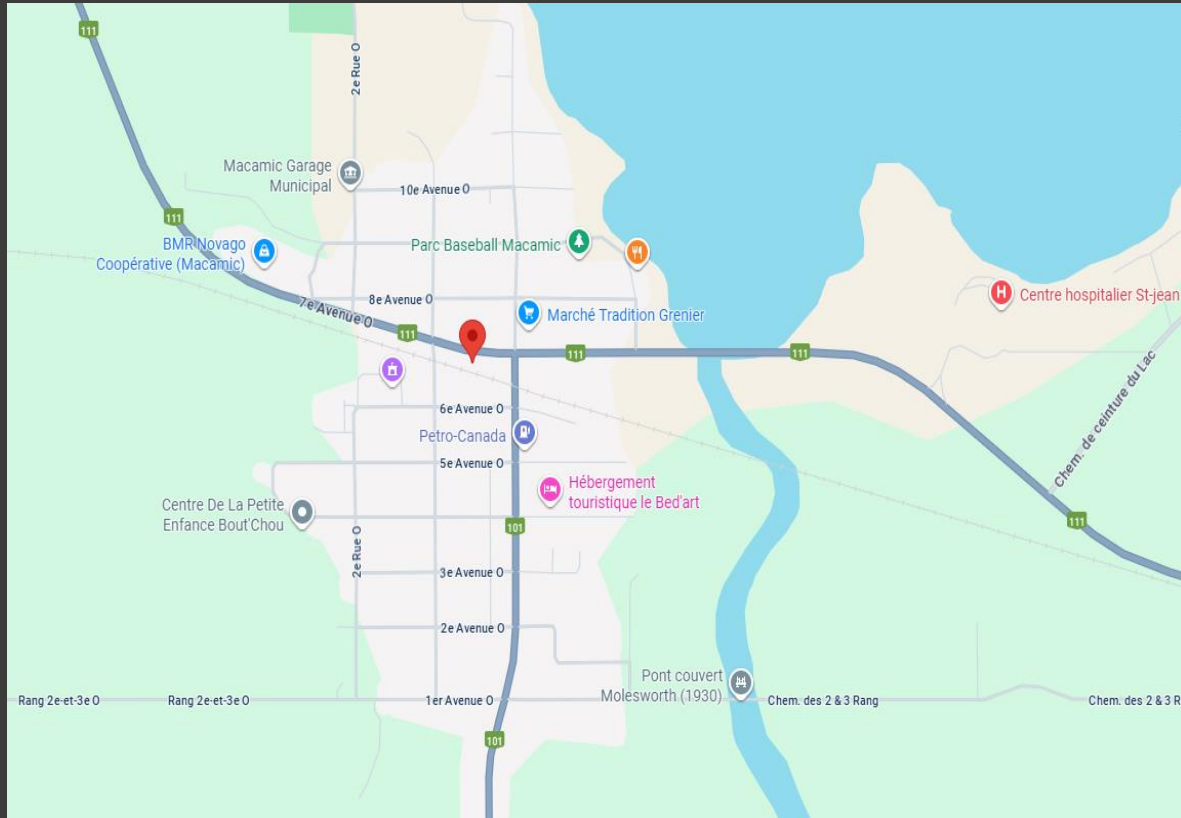 111
2e Rue O
Macamic Garage
Municipal
10e Avenue O
111
BMR Novago
Coopérative (Macamic)
Parc Baseball Macamic
Centre hospitalier St-jean
7e Avenue O
8e Avenue O
Marché Tradition Grenier
111
111
111
Chem. de ceinture du Lac
6e Avenue O
Petro-Canada
5e Avenue O
Hébergement
touristique le Bed'art
Centre De La Petite
Enfance Bout'Chou
101
111
2e Rue O
3e Avenue O
2e Avenue O
Pont couvert
Molesworth (1930)
Rang 2e-et-3e O
Rang 2e-et-3e O
1er Avenue O
Chem. des 2 & 3 Rang
Chem. des 2 & 3 R
101
H